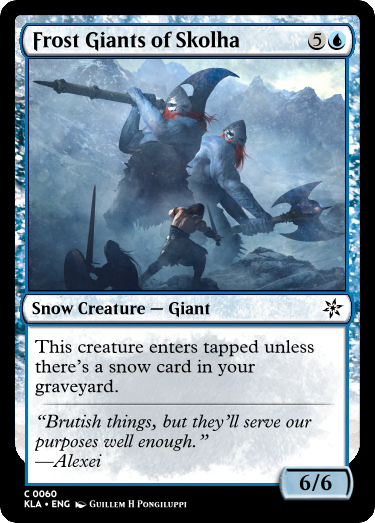 Frost Giants of Skolha 5
Snow Creature — Giant
This creature enters tapped unless
there's a snow card in your
graveyard.
“Brutish things, but they'll serve our
purposes well enough.”
—Alexei
6/6
C 0060
KLA • ENG Guillem H Pongiluppi